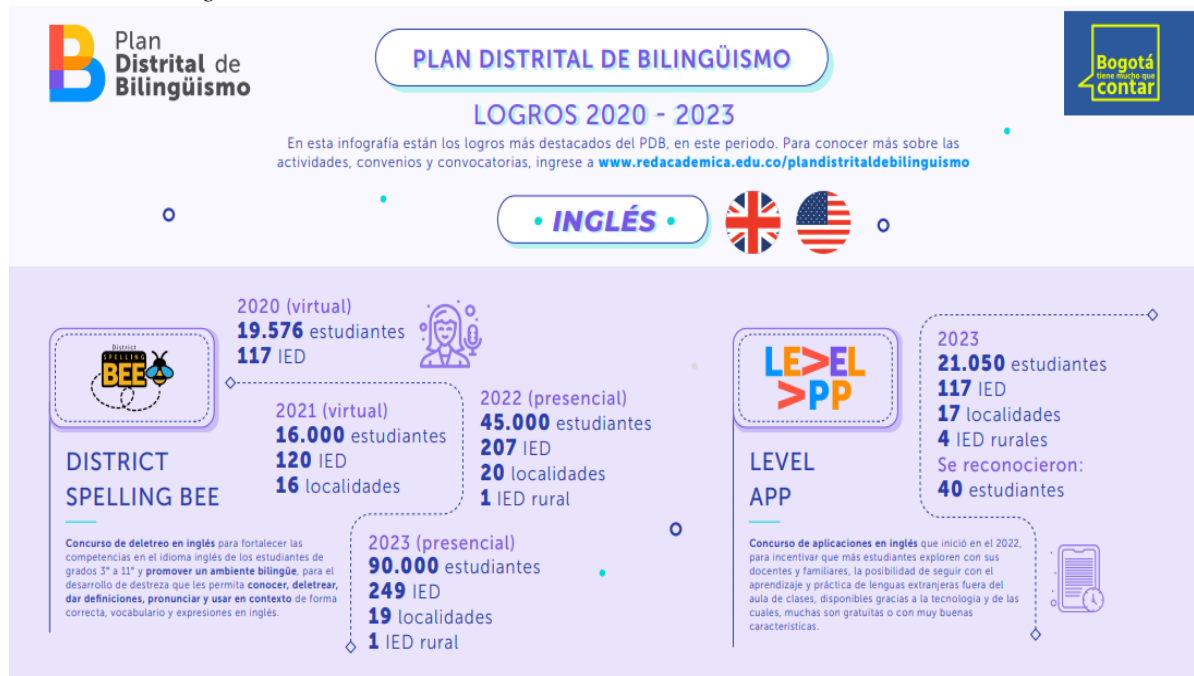 Plan
Distrital de
Bilingüismo
PLAN DISTRITAL DE BILINGÜISMO
Bogotá
tiene mucho que
contar
LOGROS 2020 - 2023
En esta infografía están los logros más destacados del PDB, en este periodo. Para conocer más sobre las
actividades, convenios y convocatorias, ingrese a www.redacademica.edu.co/plandistritaldebilinguismo
• INGLÉS •
District
SPELLING
BEE
DISTRICT
SPELLING BEE
Concurso de deletreo en inglés para fortalecer las
competencias en el idioma inglés de los estudiantes de
grados 3° a 11° y promover un ambiente bilingüe, para el
desarrollo de destreza que les permita conocer, deletrear,
dar definiciones, pronunciar y usar en contexto de forma
correcta, vocabulario y expresiones en inglés.
2020 (virtual)
19.576 estudiantes
117 IED
2021 (virtual)
16.000 estudiantes
120 IED
16 localidades
2022 (presencial)
45.000 estudiantes
207 IED
20 localidades
1 IED rural
2023 (presencial)
90.000 estudiantes
249 IED
19 localidades
1 IED rural
LE>EL
>PP
LEVEL
APP
Concurso de aplicaciones en inglés que inició en el 2022,
para incentivar que más estudiantes exploren con sus
docentes y familiares, la posibilidad de seguir con el
aprendizaje y práctica de lenguas extranjeras fuera del
aula de clases, disponibles gracias a la tecnología y de las
cuales, muchas son gratuitas o con muy buenas
características.
2023
21.050 estudiantes
117 IED
17 localidades
4 IED rurales
Se reconocieron:
40 estudiantes